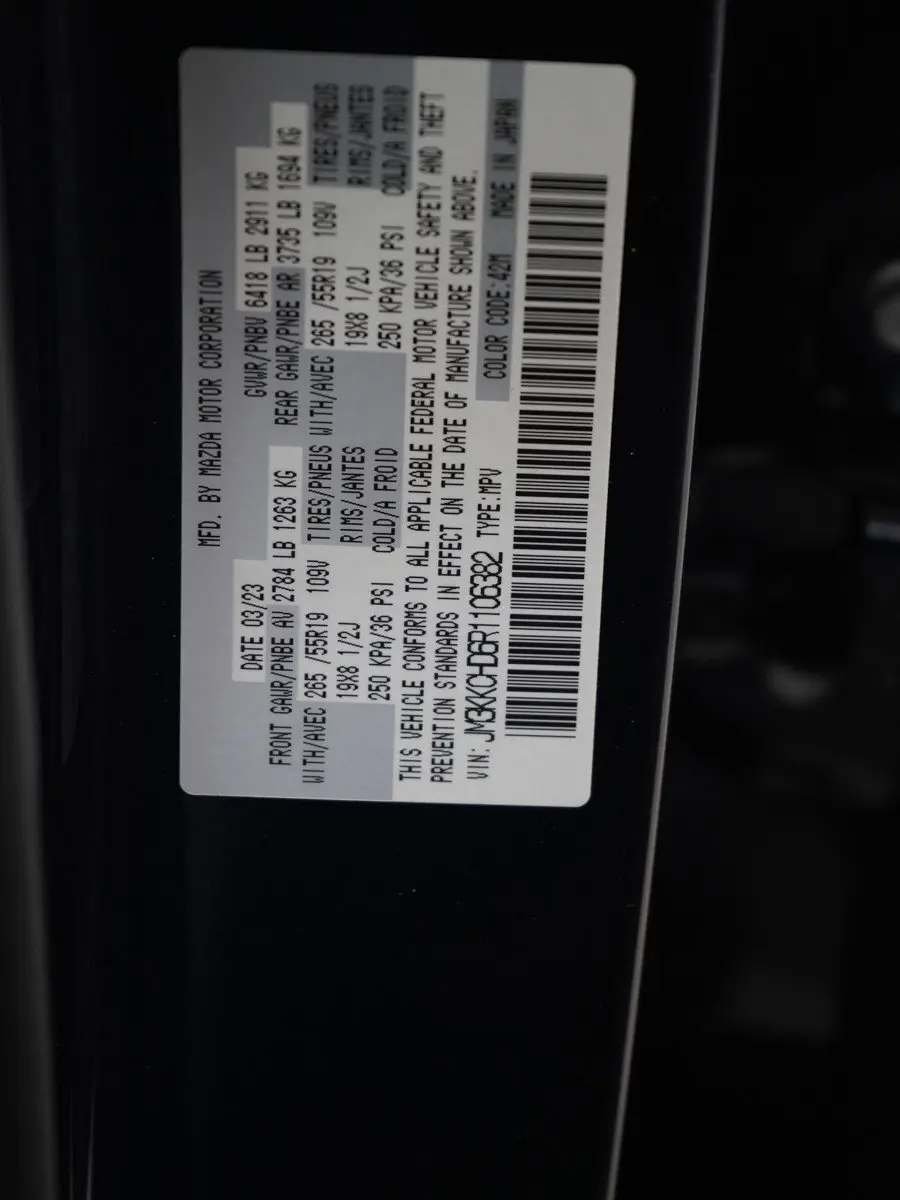 MFD. BY MAZDA MOTOR CORPORATION
DATE 03/23 GVWR/PNBV 6418 LB 2911 KG
FRONT GAWR/PNBE AV 2784 LB 1263 KG REAR GAWR/PNBE AR 3735 LB 1694 KG
WITH/AVEC 265 /55R19 109V TIRES/PNEUS WITH/AVEC 265 /55R19 109V TIRES/PNEUS
19X8 1/2J RIMS/JANTES 19X8 1/2J RIMS/JANTES
250 KPA/36 PSI COLD/A FROID 250 KPA/36 PSI COLD/A FROID
THIS VEHICLE CONFORMS TO ALL APPLICABLE FEDERAL MOTOR VEHICLE SAFETY AND THEFT
PREVENTION STANDARDS IN EFFECT ON THE DATE OF MANUFACTURE SHOWN ABOVE.
VIN: JM3KKCHD6R1106382 TYPE:MPV COLOR CODE:42M MADE IN JAPAN